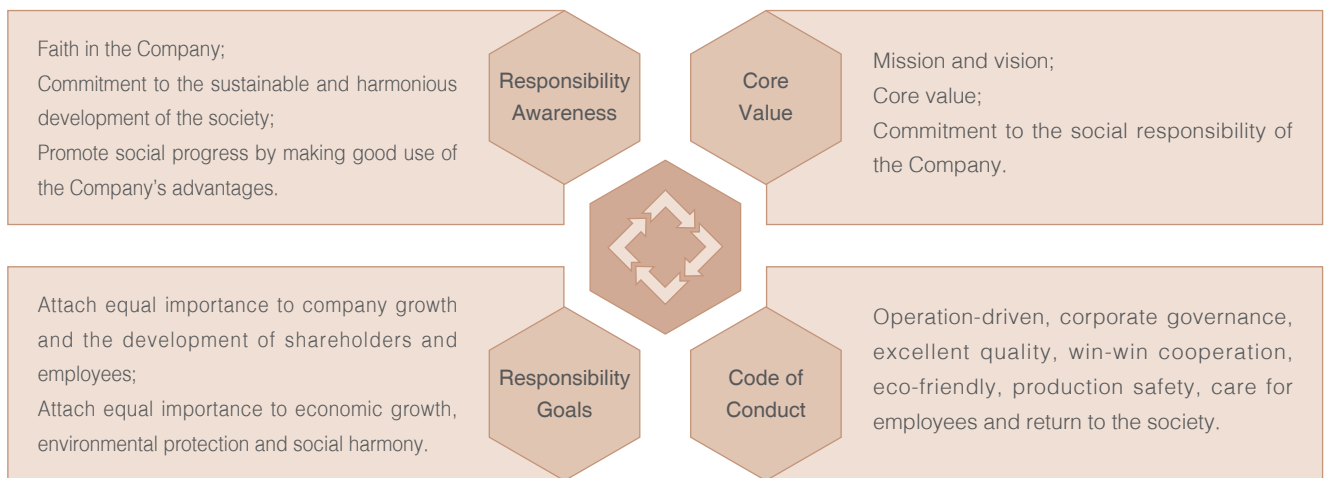 Faith in the Company;
Commitment to the sustainable and harmonious
development of the society;
Promote social progress by making good use of
the Company's advantages.
Responsibility
Awareness
Core
Value
Mission and vision;
Core value;
Commitment to the social responsibility of
the Company.
Attach equal importance to company growth
and the development of shareholders and
employees;
Attach equal importance to economic growth,
environmental protection and social harmony.
Responsibility
Goals
Code of
Conduct
Operation-driven, corporate governance,
excellent quality, win-win cooperation,
eco-friendly, production safety, care for
employees and return to the society.